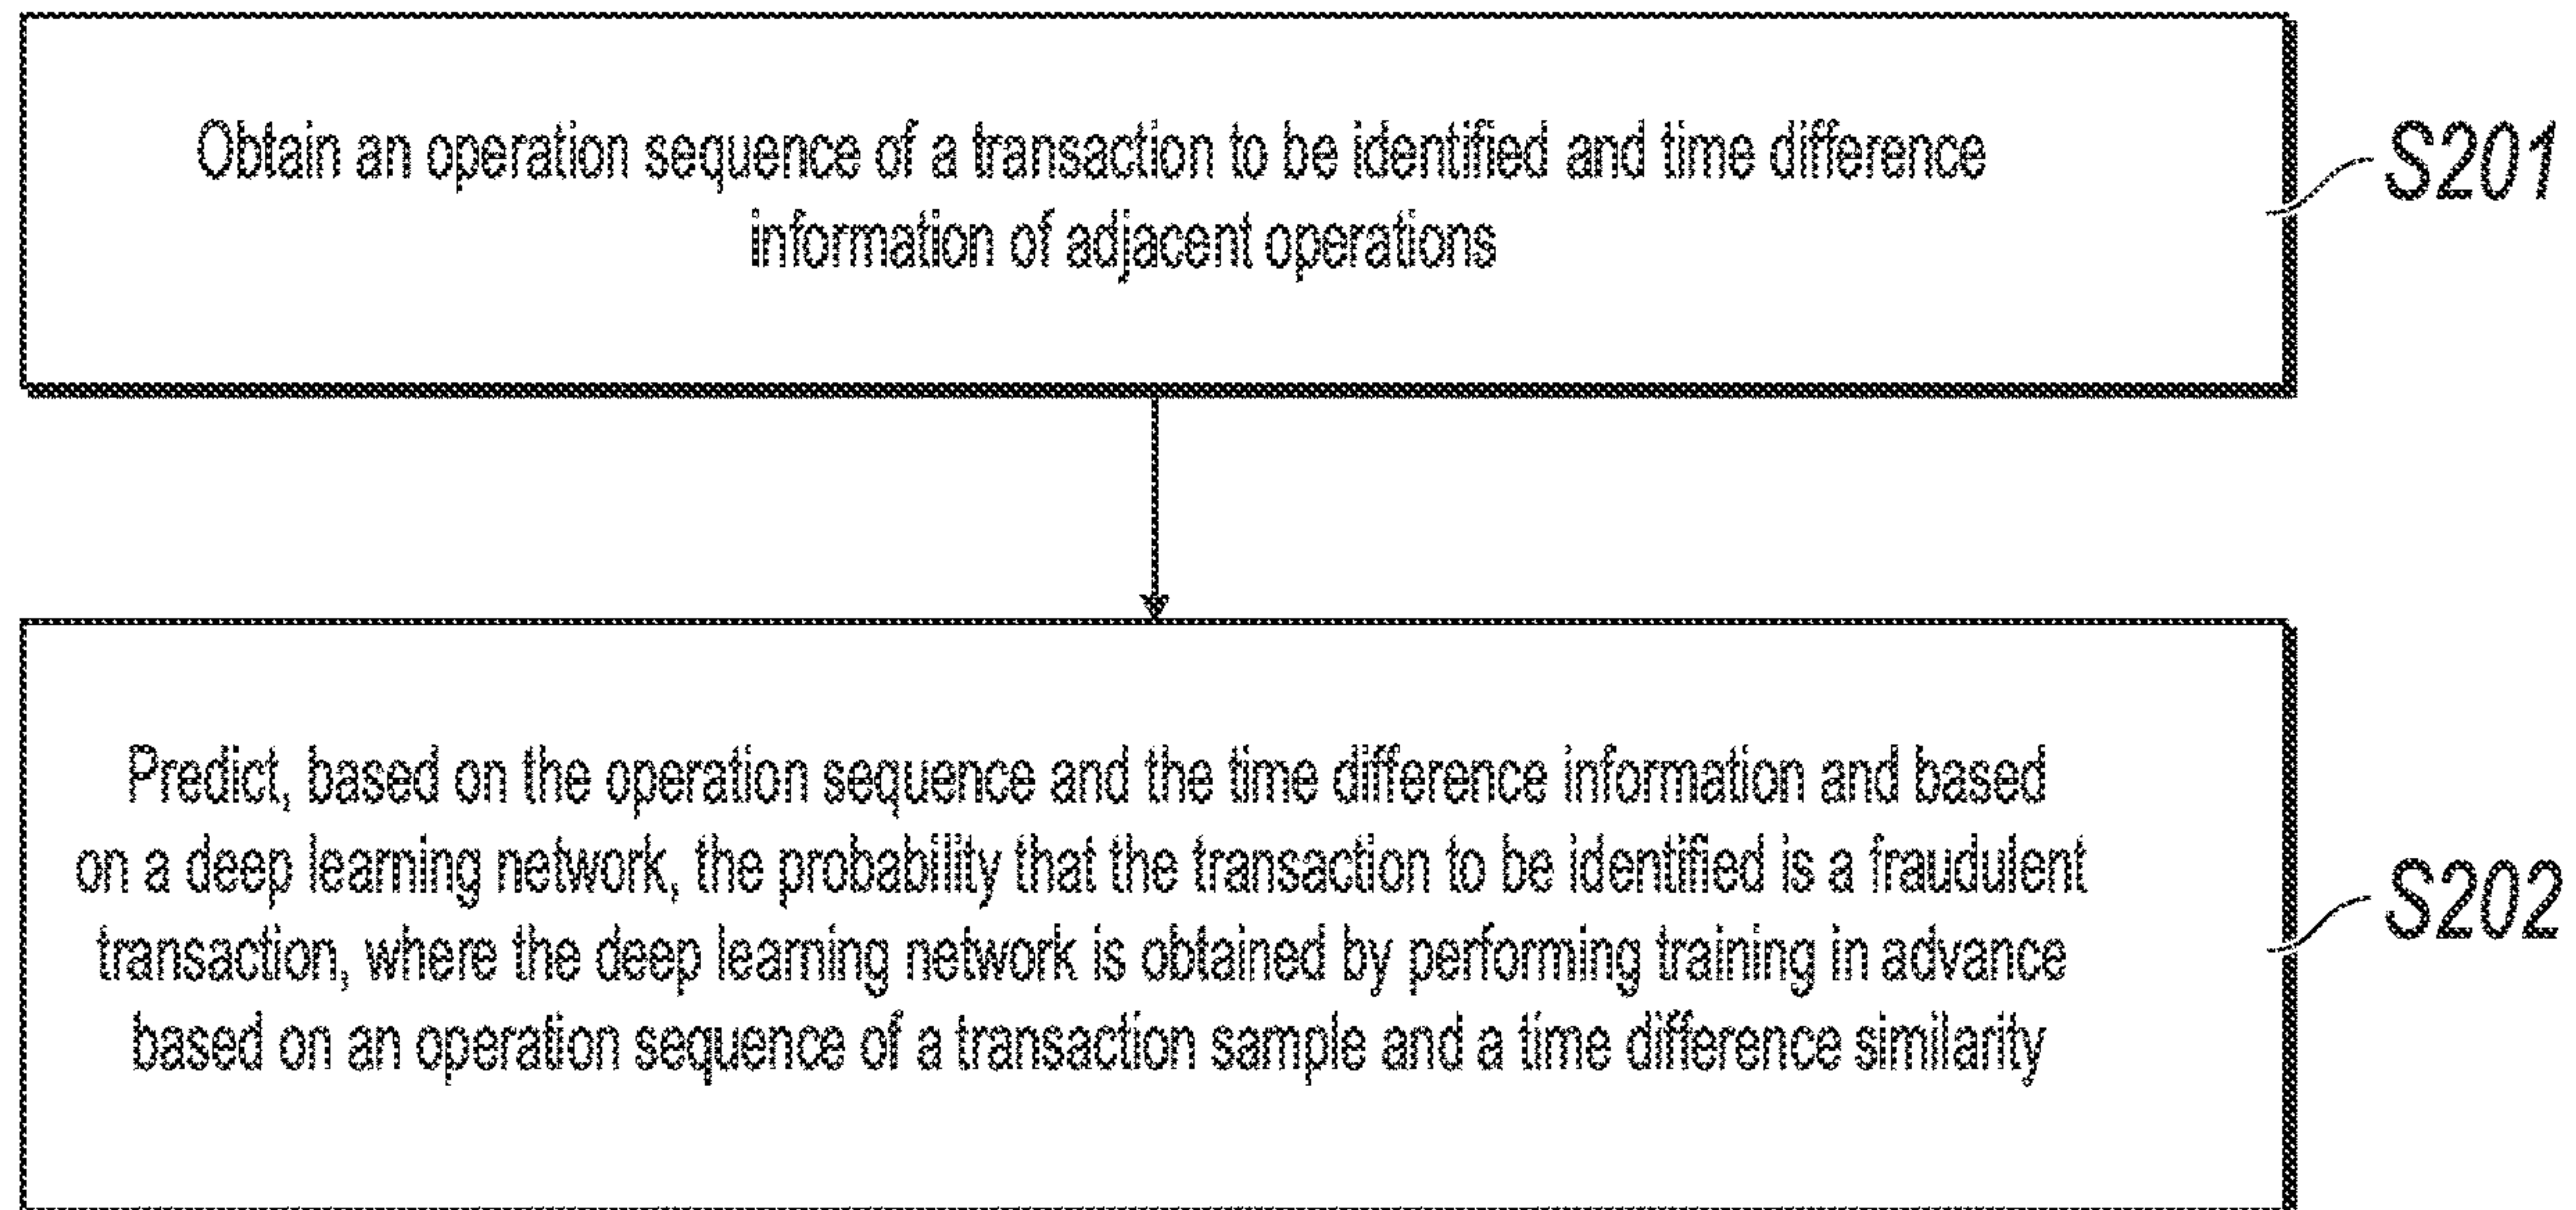 Obtain an operation sequence of a transaction to be identified and time difference
information of adjacent operations
S201
Predict, based on the operation sequence and the time difference information and based
on a deep learning network, the probability that the transaction to be identified is a fraudulent
transaction, where the deep learning network is obtained by performing training in advance
based on an operation sequence of a transaction sample and a time difference similarity
S202